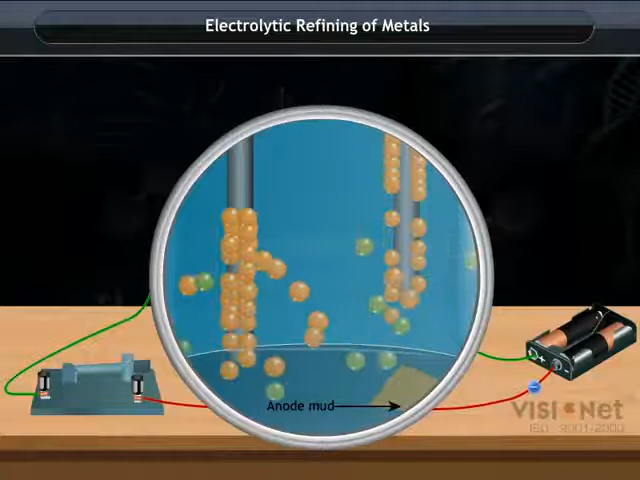 Electrolytic Refining of Metals
Anode mud
VISI Net
ISO : 9001-2000